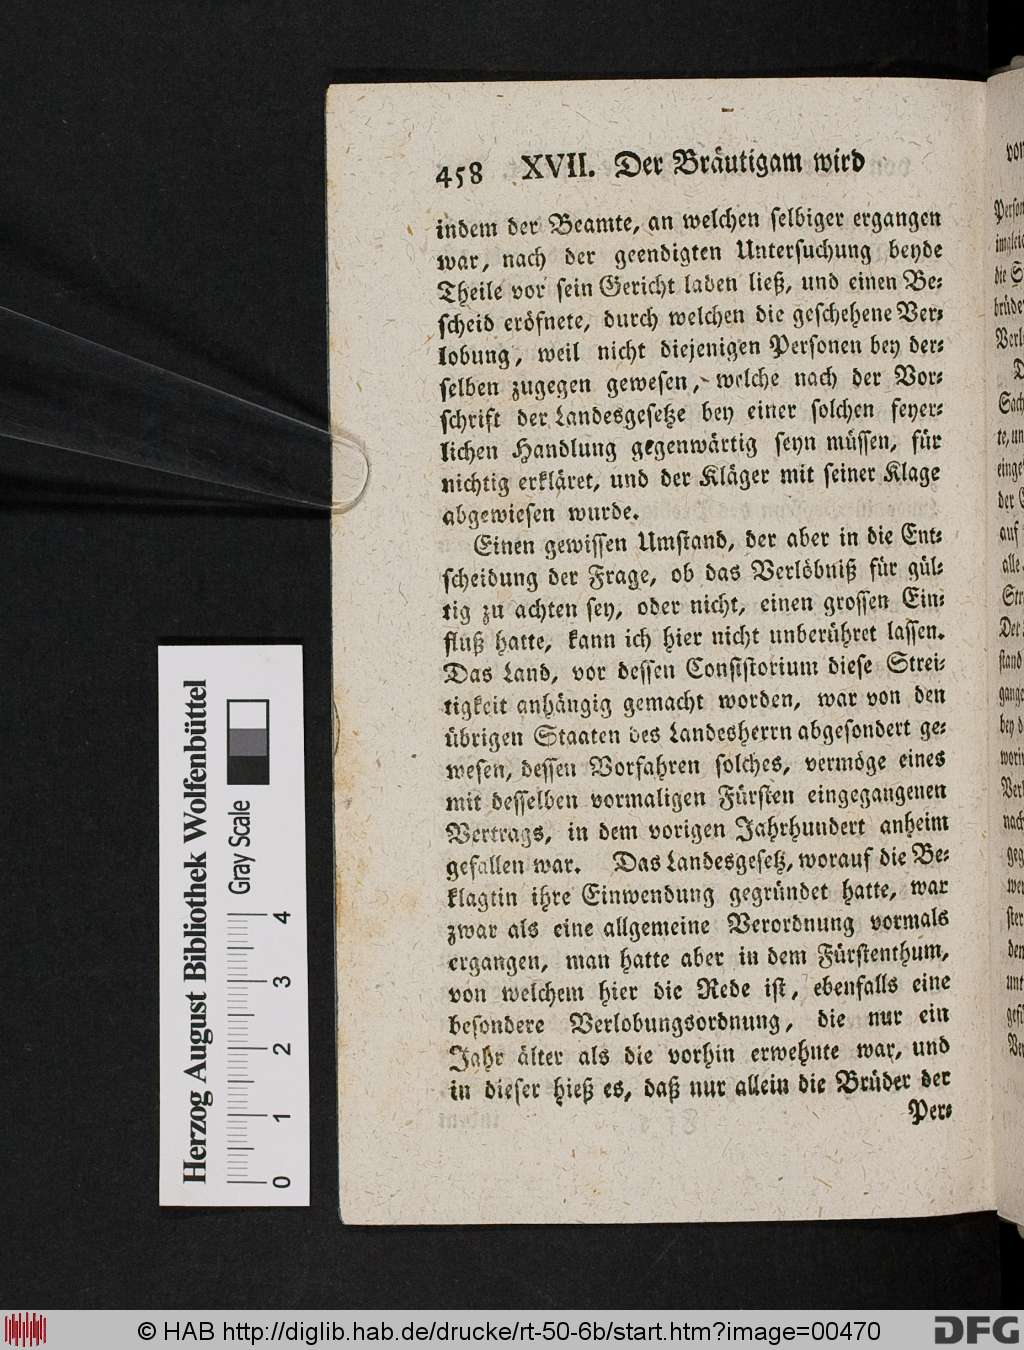 458 XVII. Der Bräutigam wird
indem der Beamte, an welchen selbiger ergangen
war, nach der geendigten Untersuchung beyde
Theile vor sein Gericht laden ließ, und einen Be-
scheid eröfnete, durch welchen die geschehene Ver-
lobung, weil nicht diejenigen Personen bey der-
selben zugegen gewesen, welche nach der Vor-
schrift der Landesgesetze bey einer solchen feyer-
lichen Handlung gegenwärtig seyn müssen, für
nichtig erkläret, und der Kläger mit seiner Klage
abgewiesen wurde.
Einen gewissen Umstand, der aber in die Ent-
scheidung der Frage, ob das Verlöbniß für gül-
tig zu achten sey, oder nicht, einen grossen Ein-
fluß hatte, kann ich hier nicht unberühret lassen.
Das Land, vor dessen Consistorium diese Strei-
tigkeit anhängig gemacht worden, war von den
übrigen Staaten des Landesherrn abgesondert ge-
wesen, dessen Vorfahren solches, vermöge eines
mit desselben vormaligen Fürsten eingegangenen
Vertrags, in dem vorigen Jahrhundert anheim
gefallen war. Das Landesgesetz, worauf die Be-
klagtin ihre Einwendung gegründet hatte, war
zwar als eine allgemeine Verordnung vormals
ergangen, man hatte aber in dem Fürstenthum,
von welchem hier die Rede ist, ebenfalls eine
besondere Verlobungsordnung, die nur ein
Jahr älter als die vorhin erwehnte war, und
in dieser hieß es, daß nur allein die Brüder der
Per-
Herzog August Bibliothek Wolfenbüttel
Gray Scale
0 1 2 3 4
© HAB http://diglib.hab.de/drucke/rt-50-6b/start.htm?image=00470
DFG